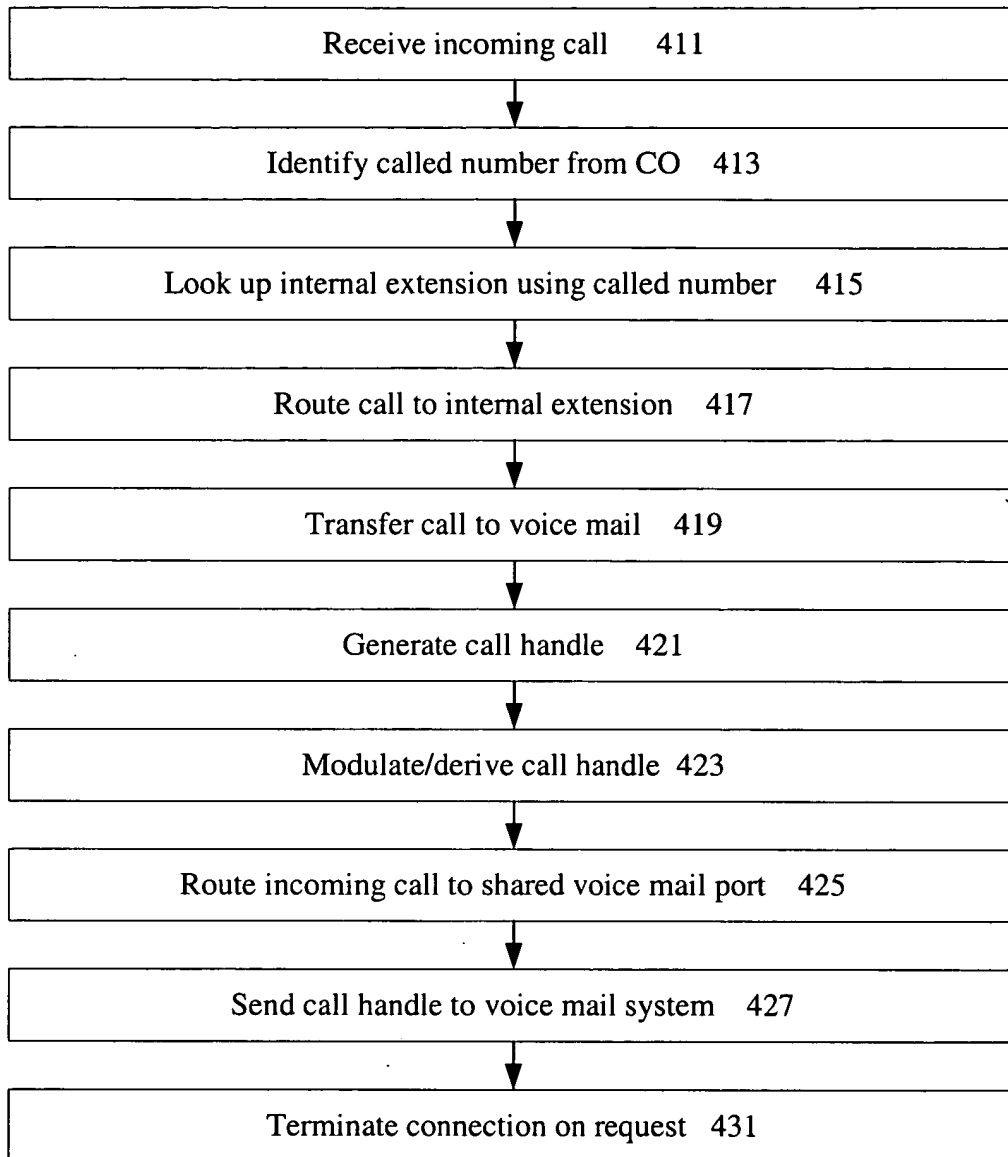 Receive incoming call 411
Identify called number from CO 413
Look up internal extension using called number 415
Route call to internal extension 417
Transfer call to voice mail 419
Generate call handle 421
Modulate/derive call handle 423
Route incoming call to shared voice mail port 425
Send call handle to voice mail system 427
Terminate connection on request 431